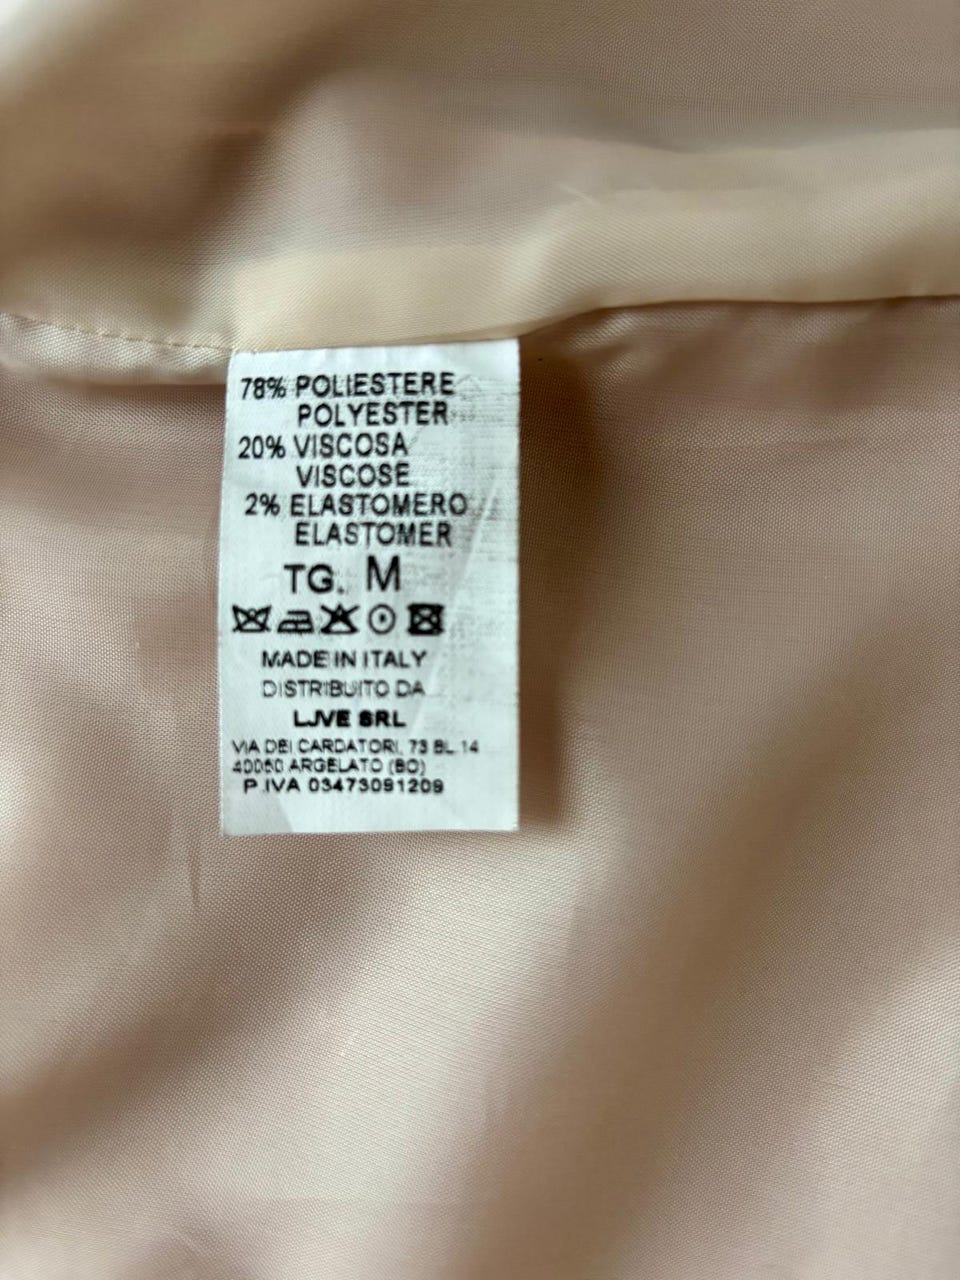 78% POLIESTERE
POLYESTER
20% VISCOSA
VISCOSE
2% ELASTOMERO
ELASTOMER
TG. M
MADE IN ITALY
DISTRIBUITO DA
LJVE SRL
VIA DEI CARDATORI, 73 BL.14
40050 ARGELATO (BO)
P.IVA 03473091209